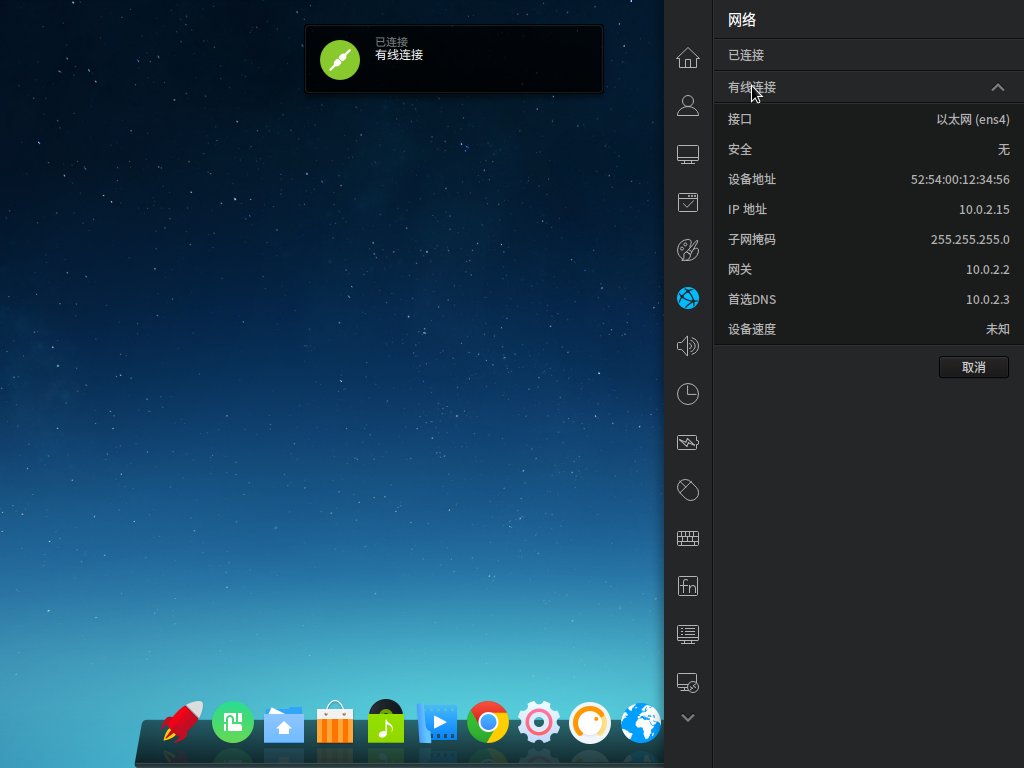 已连接
有线连接
网络
已连接
有线连接
接口 以太网 (ens4)
安全 无
设备地址 52:54:00:12:34:56
IP 地址 10.0.2.15
子网掩码 255.255.255.0
网关 10.0.2.2
首选DNS 10.0.2.3
设备速度 未知
取消
fn